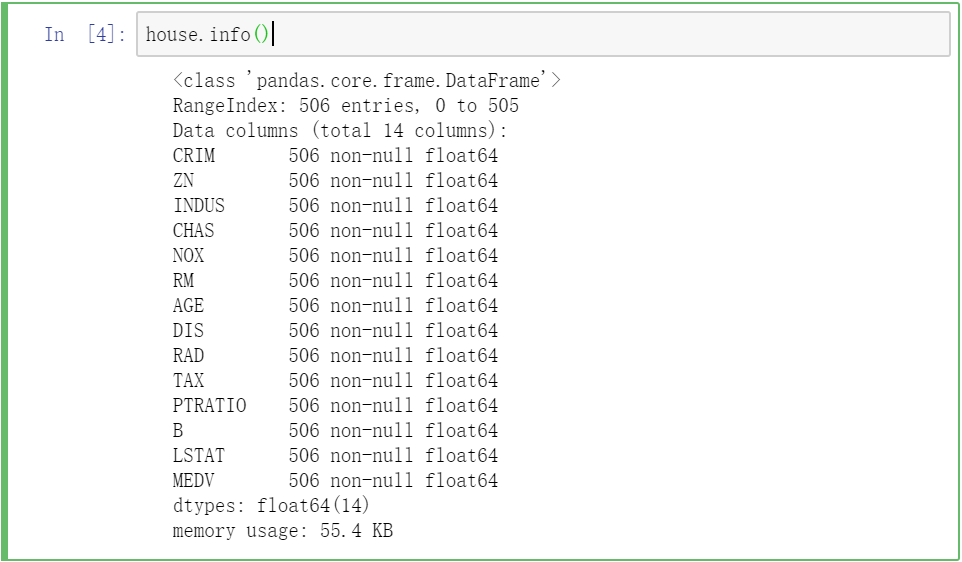 In [4]: house.info()
<class 'pandas.core.frame.DataFrame'>
RangeIndex: 506 entries, 0 to 505
Data columns (total 14 columns):
CRIM       506 non-null float64
ZN         506 non-null float64
INDUS      506 non-null float64
CHAS       506 non-null float64
NOX        506 non-null float64
RM         506 non-null float64
AGE        506 non-null float64
DIS        506 non-null float64
RAD        506 non-null float64
TAX        506 non-null float64
PTRATIO    506 non-null float64
B          506 non-null float64
LSTAT      506 non-null float64
MEDV       506 non-null float64
dtypes: float64(14)
memory usage: 55.4 KB